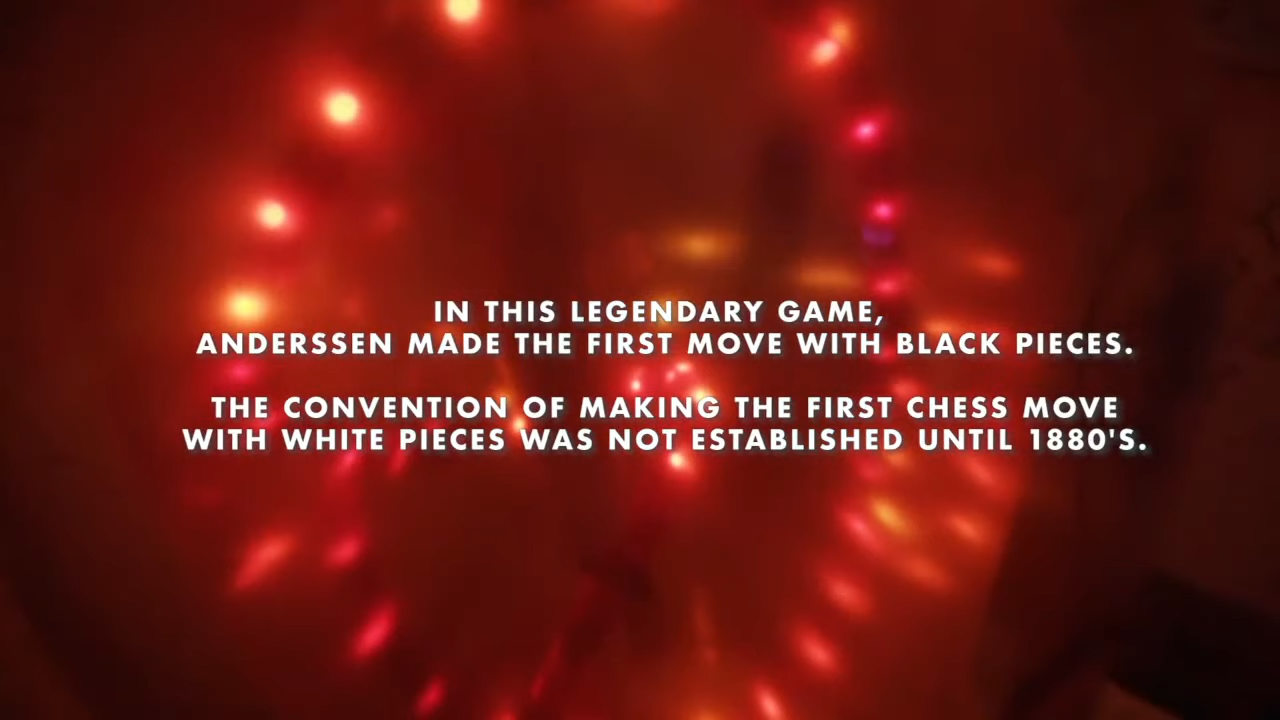 IN THIS LEGENDARY GAME,
ANDERSSEN MADE THE FIRST MOVE WITH BLACK PIECES.
THE CONVENTION OF MAKING THE FIRST CHESS MOVE
WITH WHITE PIECES WAS NOT ESTABLISHED UNTIL 1880'S.